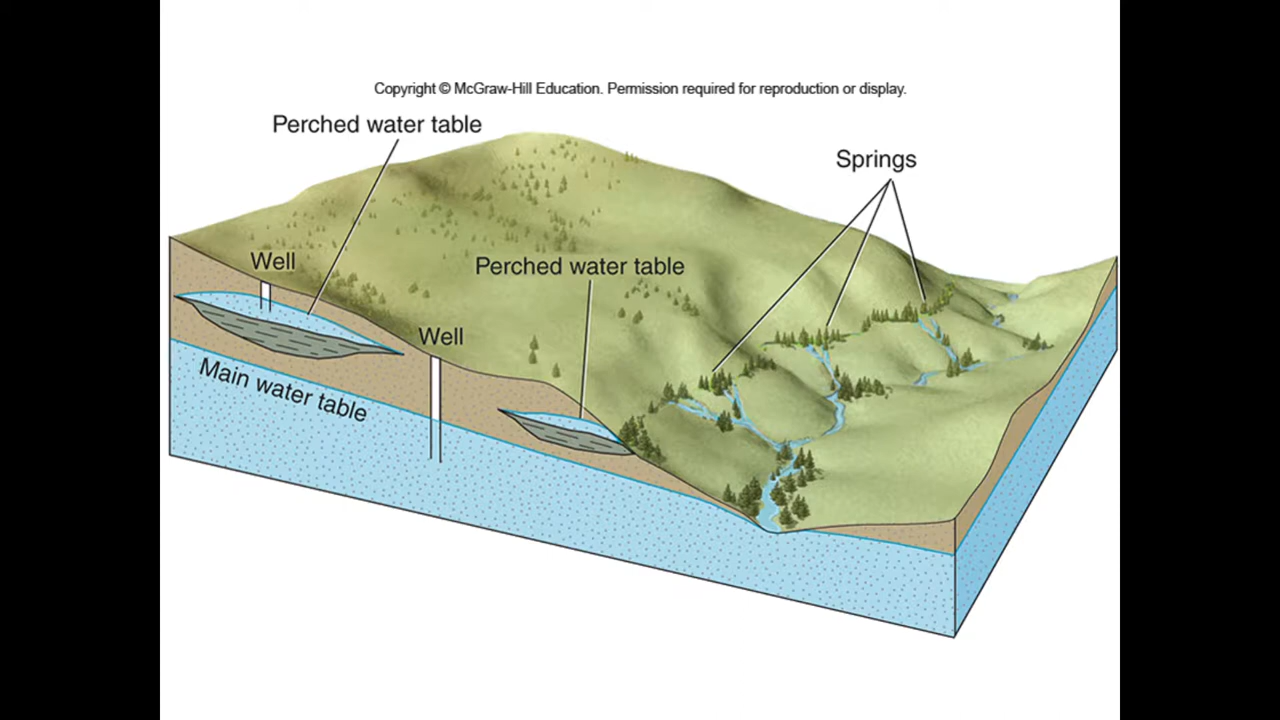 Copyright © McGraw-Hill Education. Permission required for reproduction or display.
Perched water table
Springs
Well
Perched water table
Well
Main water table